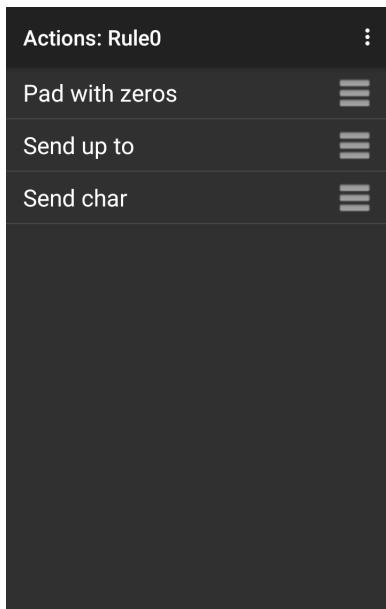 Actions: Rule0
Pad with zeros
Send up to
Send char